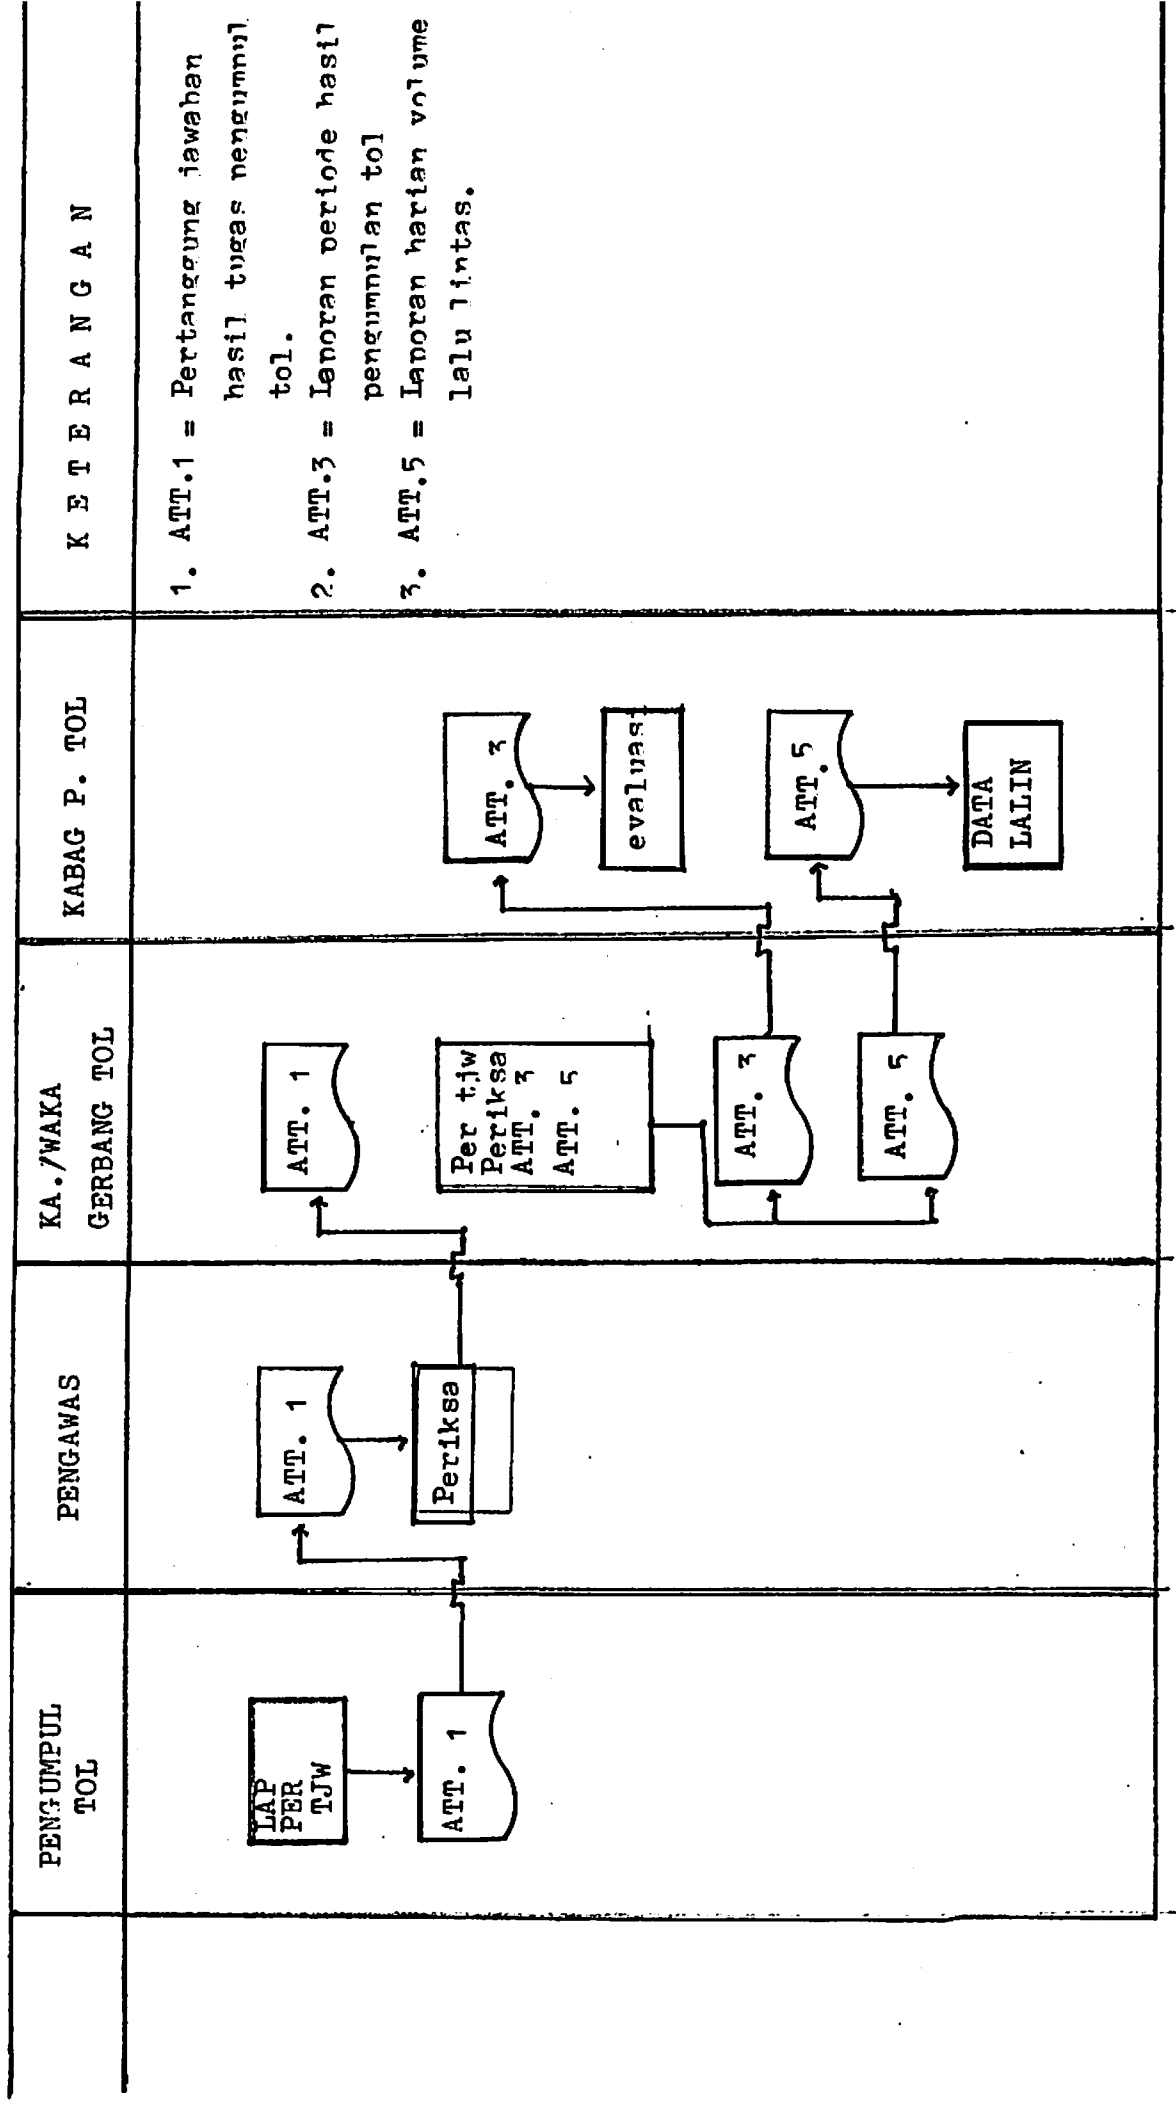 PENGUMPUL
TOL
PENGAWAS
KA./WAKA
GERBANG TOL
KABAG P. TOL
K E T E R A N G A N
LAP
PER
TJW
ATT. 1
ATT. 1
Periksa
ATT. 1
Per tjw
Periksa
ATT. 3
ATT. 5
ATT. 3
ATT. 5
ATT. 3
evaluasi
ATT. 5
DATA
LALIN
1. ATT.1 = Pertanggung jawaban
hasil tugas pengumpul
tol.
2. ATT.3 = Laporan periode hasil
pengumpulan tol
3. ATT.5 = Laporan harian volume
lalu lintas.